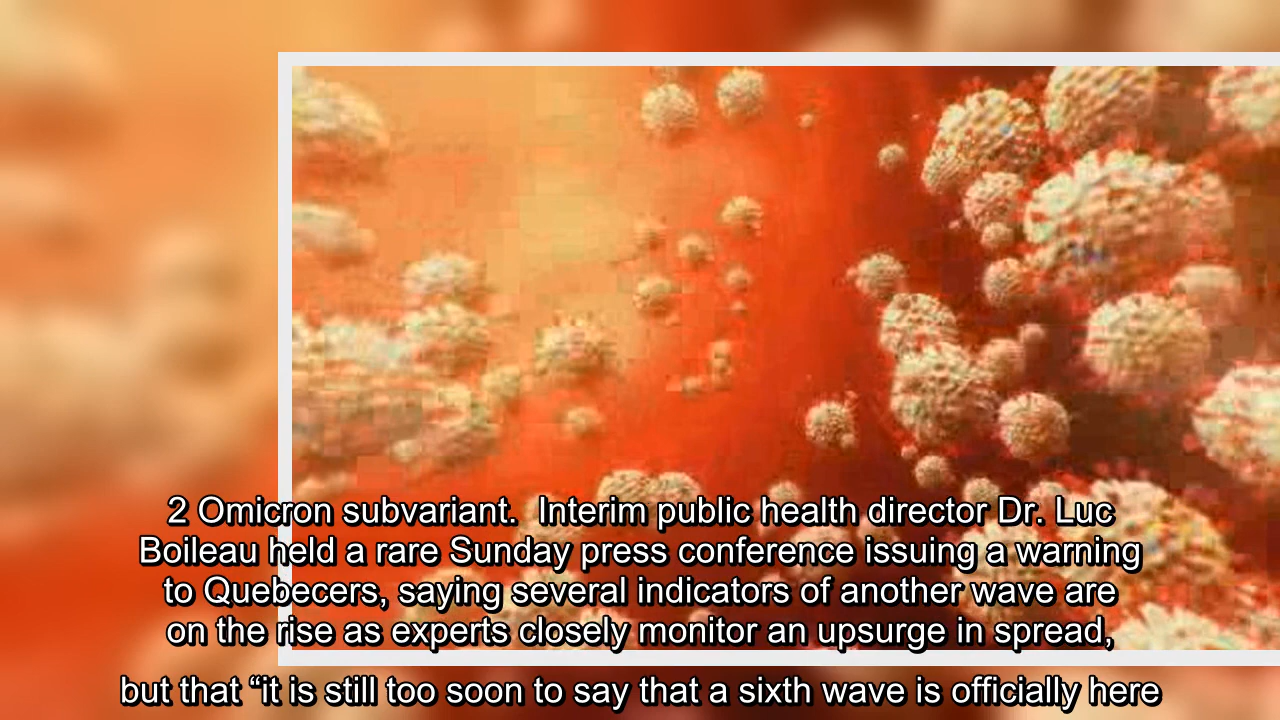 2 Omicron subvariant.  Interim public health director Dr. Luc
Boileau held a rare Sunday press conference issuing a warning
to Quebecers, saying several indicators of another wave are
on the rise as experts closely monitor an upsurge in spread,
but that “it is still too soon to say that a sixth wave is officially here